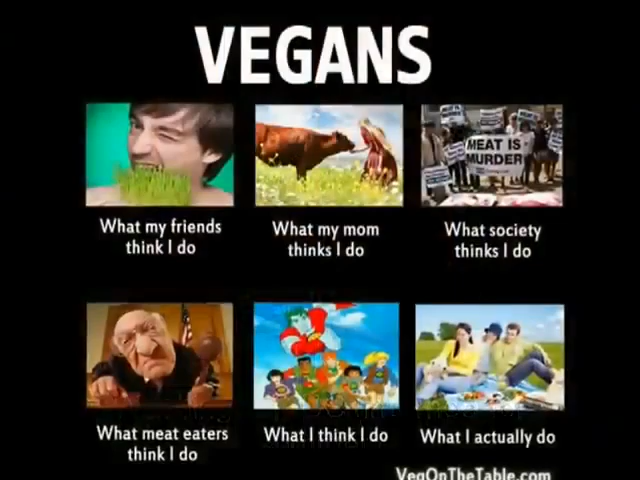 VEGANS
MEAT IS
MURDER
What my friends
think I do
What my mom
thinks I do
What society
thinks I do
What meat eaters
think I do
What I think I do
What I actually do
VegOnTheTable.com